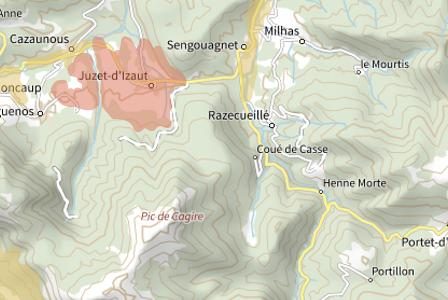 Anne
Cazaunous
Milhas
Sengouagnet
le Mourtis
Juzet-d'Izaut
oncaup
guenos
Razecueillé
Coué de Casse
Henne Morte
Pic de Cagire
Portet-d'
Portillon